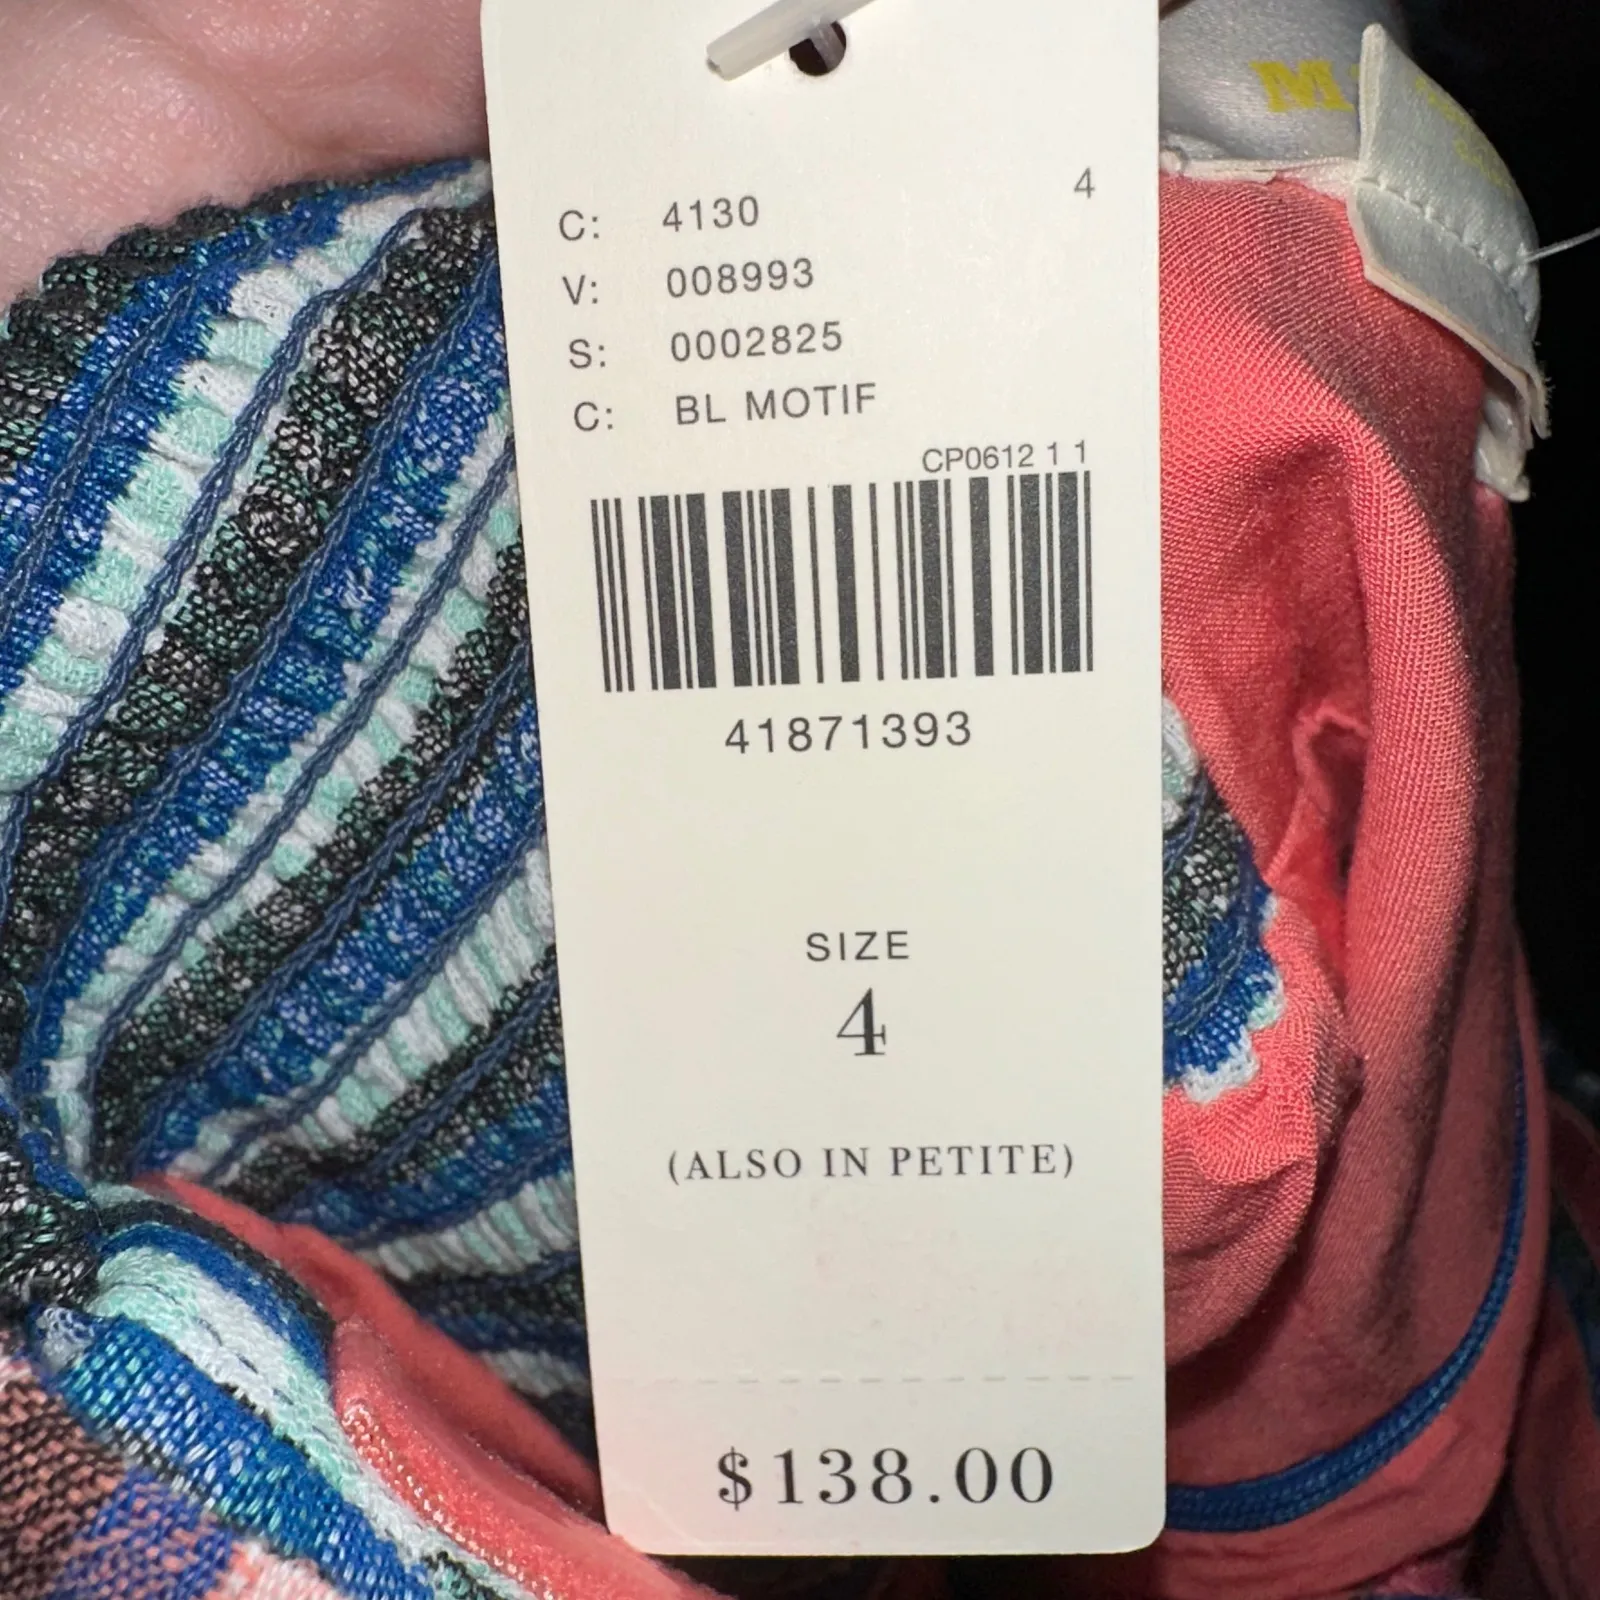 M
4
C: 4130
V: 008993
S: 0002825
C: BL MOTIF
CP0612 1 1
41871393
SIZE
4
(ALSO IN PETITE)
$138.00